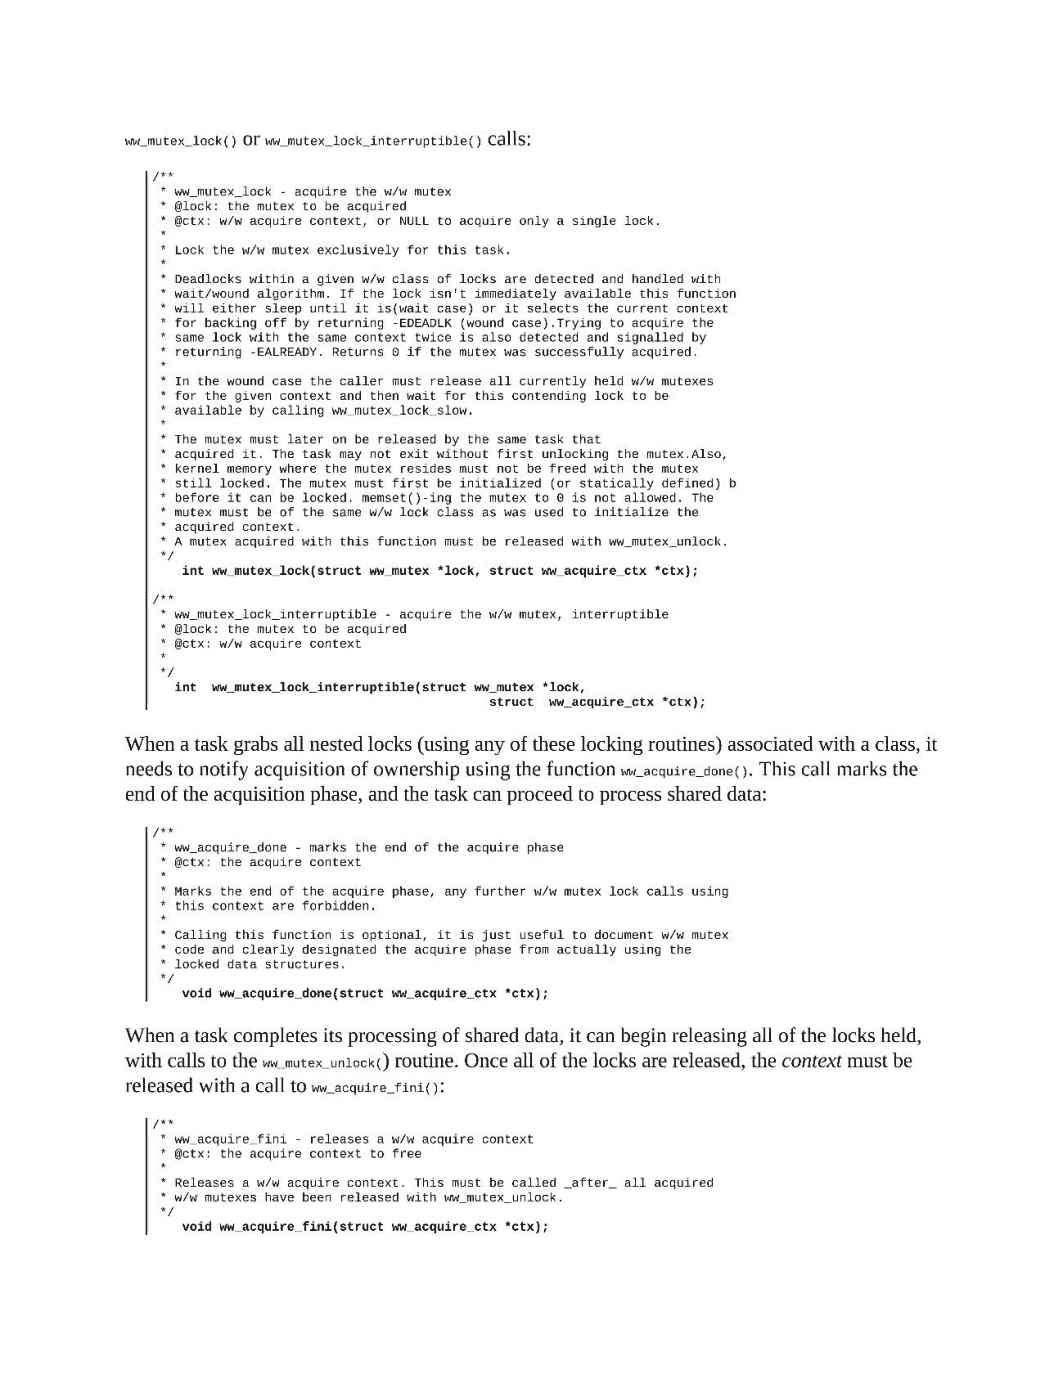 ww_mutex_lock() or ww_mutex_lock_interruptible() calls:
/**
* ww_mutex_lock - acquire the w/w mutex
* @lock: the mutex to be acquired
* @ctx: w/w acquire context, or NULL to acquire only a single lock.
*
* Lock the w/w mutex exclusively for this task.
*
* Deadlocks within a given w/w class of locks are detected and handled with
* wait/wound algorithm. If the lock isn't immediately available this function
* will either sleep until it is(wait case) or it selects the current context
* for backing off by returning -EDEADLK (wound case).Trying to acquire the
* same lock with the same context twice is also detected and signalled by
* returning -EALREADY. Returns 0 if the mutex was successfully acquired.
*
* In the wound case the caller must release all currently held w/w mutexes
* for the given context and then wait for this contending lock to be
* available by calling ww_mutex_lock_slow.
*
* The mutex must later on be released by the same task that
* acquired it. The task may not exit without first unlocking the mutex.Also,
* kernel memory where the mutex resides must not be freed with the mutex
* still locked. The mutex must first be initialized (or statically defined) b
* before it can be locked. memset()-ing the mutex to 0 is not allowed. The
* mutex must be of the same w/w lock class as was used to initialize the
* acquired context.
* A mutex acquired with this function must be released with ww_mutex_unlock.
*/
int ww_mutex_lock(struct ww_mutex *lock, struct ww_acquire_ctx *ctx);
/**
* ww_mutex_lock_interruptible - acquire the w/w mutex, interruptible
* @lock: the mutex to be acquired
* @ctx: w/w acquire context
*
*/
int ww_mutex_lock_interruptible(struct ww_mutex *lock,
struct ww_acquire_ctx *ctx);
When a task grabs all nested locks (using any of these locking routines) associated with a class, it
needs to notify acquisition of ownership using the function ww_acquire_done(). This call marks the
end of the acquisition phase, and the task can proceed to process shared data:
/**
* ww_acquire_done - marks the end of the acquire phase
* @ctx: the acquire context
*
* Marks the end of the acquire phase, any further w/w mutex lock calls using
* this context are forbidden.
*
* Calling this function is optional, it is just useful to document w/w mutex
* code and clearly designated the acquire phase from actually using the
* locked data structures.
*/
void ww_acquire_done(struct ww_acquire_ctx *ctx);
When a task completes its processing of shared data, it can begin releasing all of the locks held,
with calls to the ww_mutex_unlock() routine. Once all of the locks are released, the context must be
released with a call to ww_acquire_fini():
/**
* ww_acquire_fini - releases a w/w acquire context
* @ctx: the acquire context to free
*
* Releases a w/w acquire context. This must be called _after_ all acquired
* w/w mutexes have been released with ww_mutex_unlock.
*/
void ww_acquire_fini(struct ww_acquire_ctx *ctx);